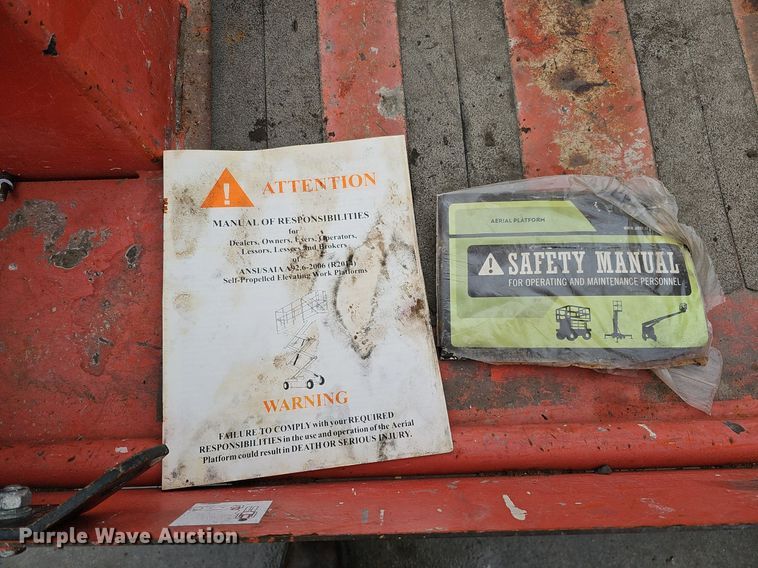 ATTENTION
MANUAL OF RESPONSIBILITIES
for
Dealers, Owners, Users, Operators,
Lessors, Lessees and Brokers
of
ANSI/SAIA A92.6-2006 (R2014)
Self-Propelled Elevating Work Platforms
WARNING
FAILURE TO COMPLY with your REQUIRED
RESPONSIBILITIES in the use and operation of the Aerial
Platform could result in DEATH OR SERIOUS INJURY.
AERIAL PLATFORM
SAFETY MANUAL
FOR OPERATING AND MAINTENANCE PERSONNEL
Purple Wave Auction